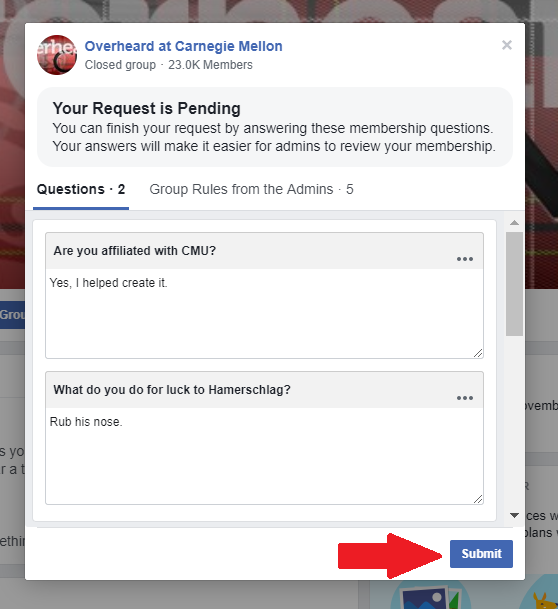 Overheard at Carnegie Mellon
Closed group · 23.0K Members
Your Request is Pending
You can finish your request by answering these membership questions.
Your answers will make it easier for admins to review your membership.
Questions · 2
Group Rules from the Admins · 5
Are you affiliated with CMU?
Yes, I helped create it.
What do you do for luck to Hamerschlag?
Rub his nose.
Submit